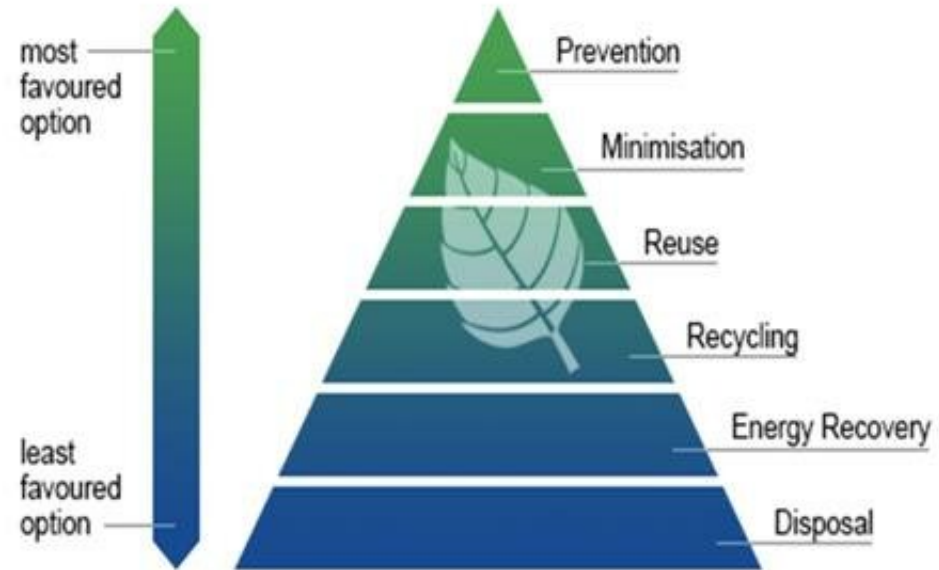 most
favoured
option
Prevention
Minimisation
Reuse
Recycling
Energy Recovery
least
favoured
option
Disposal